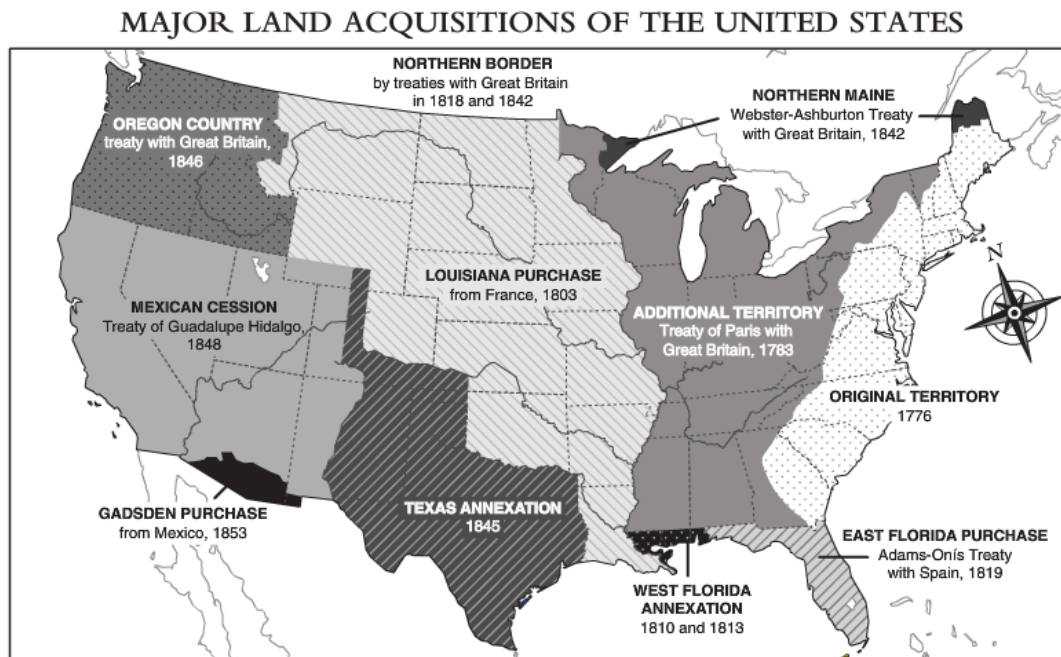 MAJOR LAND ACQUISITIONS OF THE UNITED STATES
NORTHERN BORDER
by treaties with Great Britain
in 1818 and 1842
NORTHERN MAINE
Webster-Ashburton Treaty
with Great Britain, 1842
OREGON COUNTRY
treaty with Great Britain,
1846
N
LOUISIANA PURCHASE
from France, 1803
MEXICAN CESSION
Treaty of Guadalupe Hidalgo,
1848
ADDITIONAL TERRITORY
Treaty of Paris with
Great Britain, 1783
ORIGINAL TERRITORY
1776
GADSDEN PURCHASE
from Mexico, 1853
TEXAS ANNEXATION
1845
EAST FLORIDA PURCHASE
Adams-Onís Treaty
with Spain, 1819
WEST FLORIDA
ANNEXATION
1810 and 1813